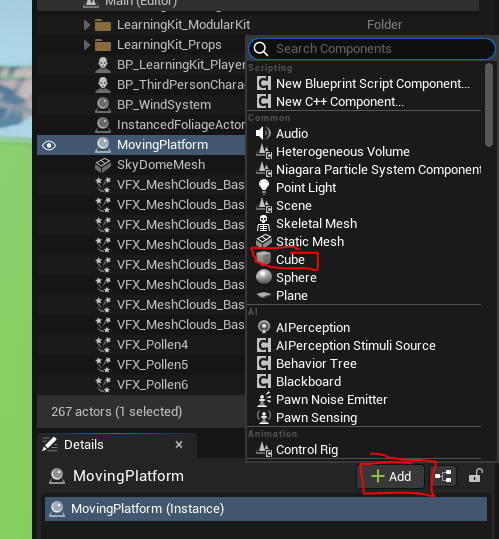 Main (Editor)
LearningKit_ModularKit
Folder
LearningKit_Props
BP_LearningKit_Player
BP_ThirdPersonChara
BP_WindSystem
InstancedFoliageActor
MovingPlatform
SkyDomeMesh
VFX_MeshClouds_Bas
VFX_MeshClouds_Bas
VFX_MeshClouds_Bas
VFX_MeshClouds_Bas
VFX_MeshClouds_Bas
VFX_MeshClouds_Bas
VFX_MeshClouds_Bas
VFX_MeshClouds_Bas
VFX_Pollen4
VFX_Pollen5
VFX_Pollen6
267 actors (1 selected)
Search Components
Scripting
New Blueprint Script Component...
New C++ Component...
Common
Audio
Heterogeneous Volume
Niagara Particle System Component
Point Light
Scene
Skeletal Mesh
Static Mesh
Cube
Sphere
Plane
AI
AIPerception
AIPerception Stimuli Source
Behavior Tree
Blackboard
Pawn Noise Emitter
Pawn Sensing
Animation
Control Rig
Details
MovingPlatform
Add
MovingPlatform (Instance)